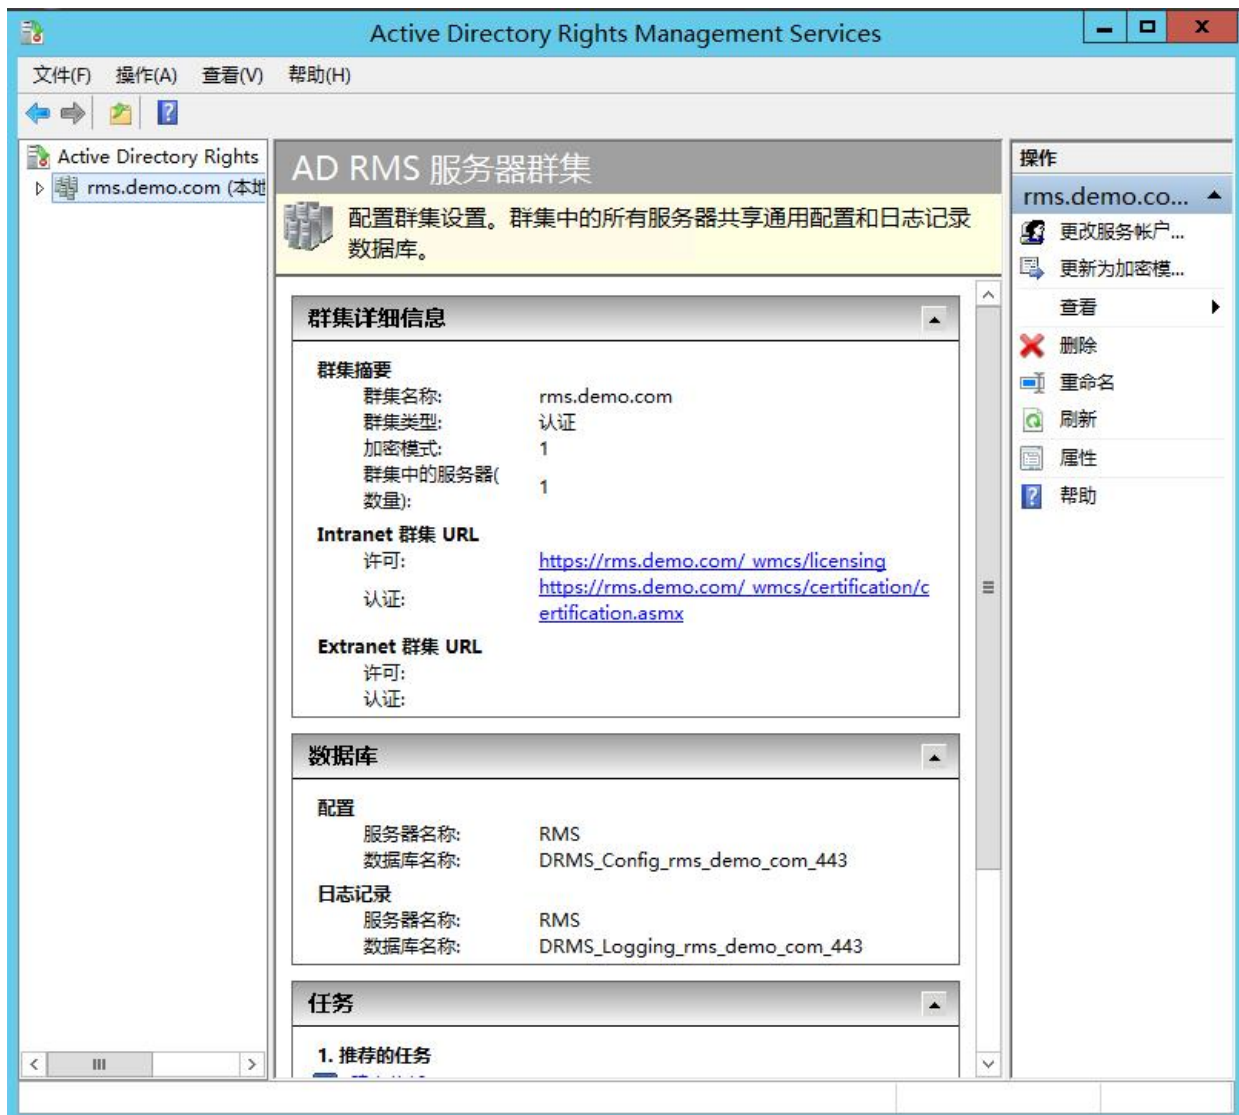 Active Directory Rights Management Services
文件(F) 操作(A) 查看(V) 帮助(H)
Active Directory Rights
rms.demo.com (本地
AD RMS 服务器群集
配置群集设置。群集中的所有服务器共享通用配置和日志记录
数据库。
群集详细信息
群集摘要
群集名称: rms.demo.com
群集类型: 认证
加密模式: 1
群集中的服务器(
数量): 1
Intranet 群集 URL
许可: https://rms.demo.com/_wmcs/licensing
认证: https://rms.demo.com/_wmcs/certification/c
ertification.asmx
Extranet 群集 URL
许可:
认证:
数据库
配置
服务器名称: RMS
数据库名称: DRMS_Config_rms_demo_com_443
日志记录
服务器名称: RMS
数据库名称: DRMS_Logging_rms_demo_com_443
任务
1. 推荐的任务
操作
rms.demo.co...
更改服务帐户...
更新为加密模...
查看
删除
重命名
刷新
属性
帮助